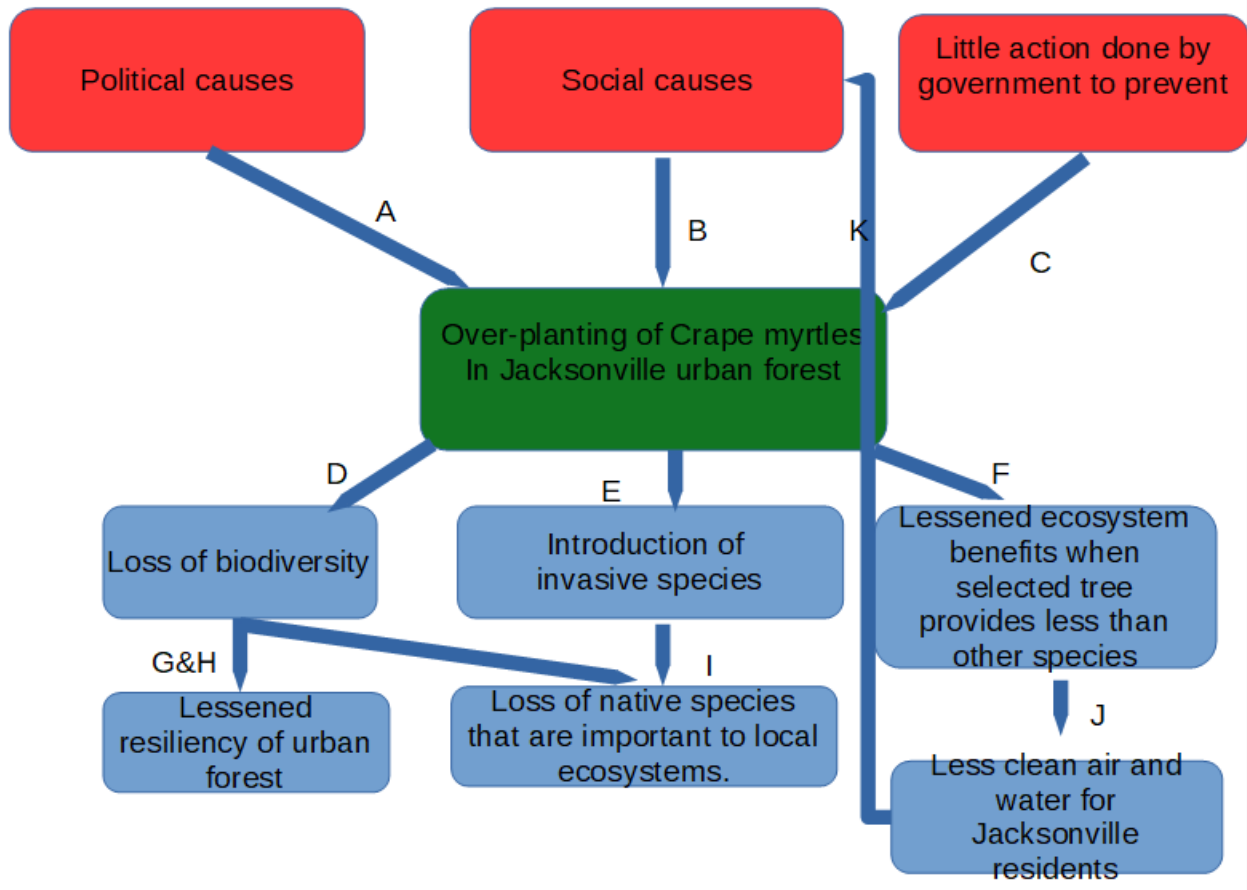 Political causes
Social causes
Little action done by
government to prevent
A
B
K
C
Over-planting of Crape myrtles
In Jacksonville urban forest
D
E
F
Loss of biodiversity
Introduction of
invasive species
Lessened ecosystem
benefits when
selected tree
provides less than
other species
G&H
I
J
Lessened
resiliency of urban
forest
Loss of native species
that are important to local
ecosystems.
Less clean air and
water for
Jacksonville
residents